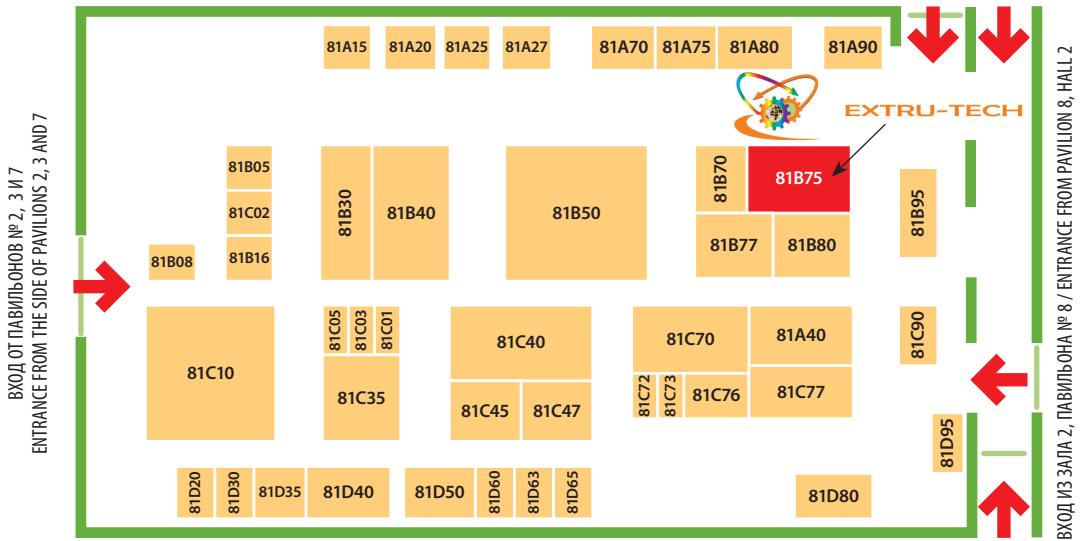 81A15
81A20
81A25
81A27
81A70
81A75
81A80
81A90
EXTRU-TECH
81B05
81C02
81B16
81B08
81B30
81B40
81B50
81B70
81B75
81B77
81B80
81B95
81C10
81C05
81C03
81C01
81C35
81C40
81C45
81C47
81C70
81A40
81C72
81C73
81C76
81C77
81C90
81D95
81D20
81D30
81D35
81D40
81D50
81D60
81D63
81D65
81D80
ВХОД ОТ ПАВИЛЬОНОВ № 2, 3 И 7
ENTRANCE FROM THE SIDE OF PAVILIONS 2, 3 AND 7
ВХОД ИЗ ЗАЛА 2, ПАВИЛЬОНА № 8 / ENTRANCE FROM PAVILION 8, HALL 2